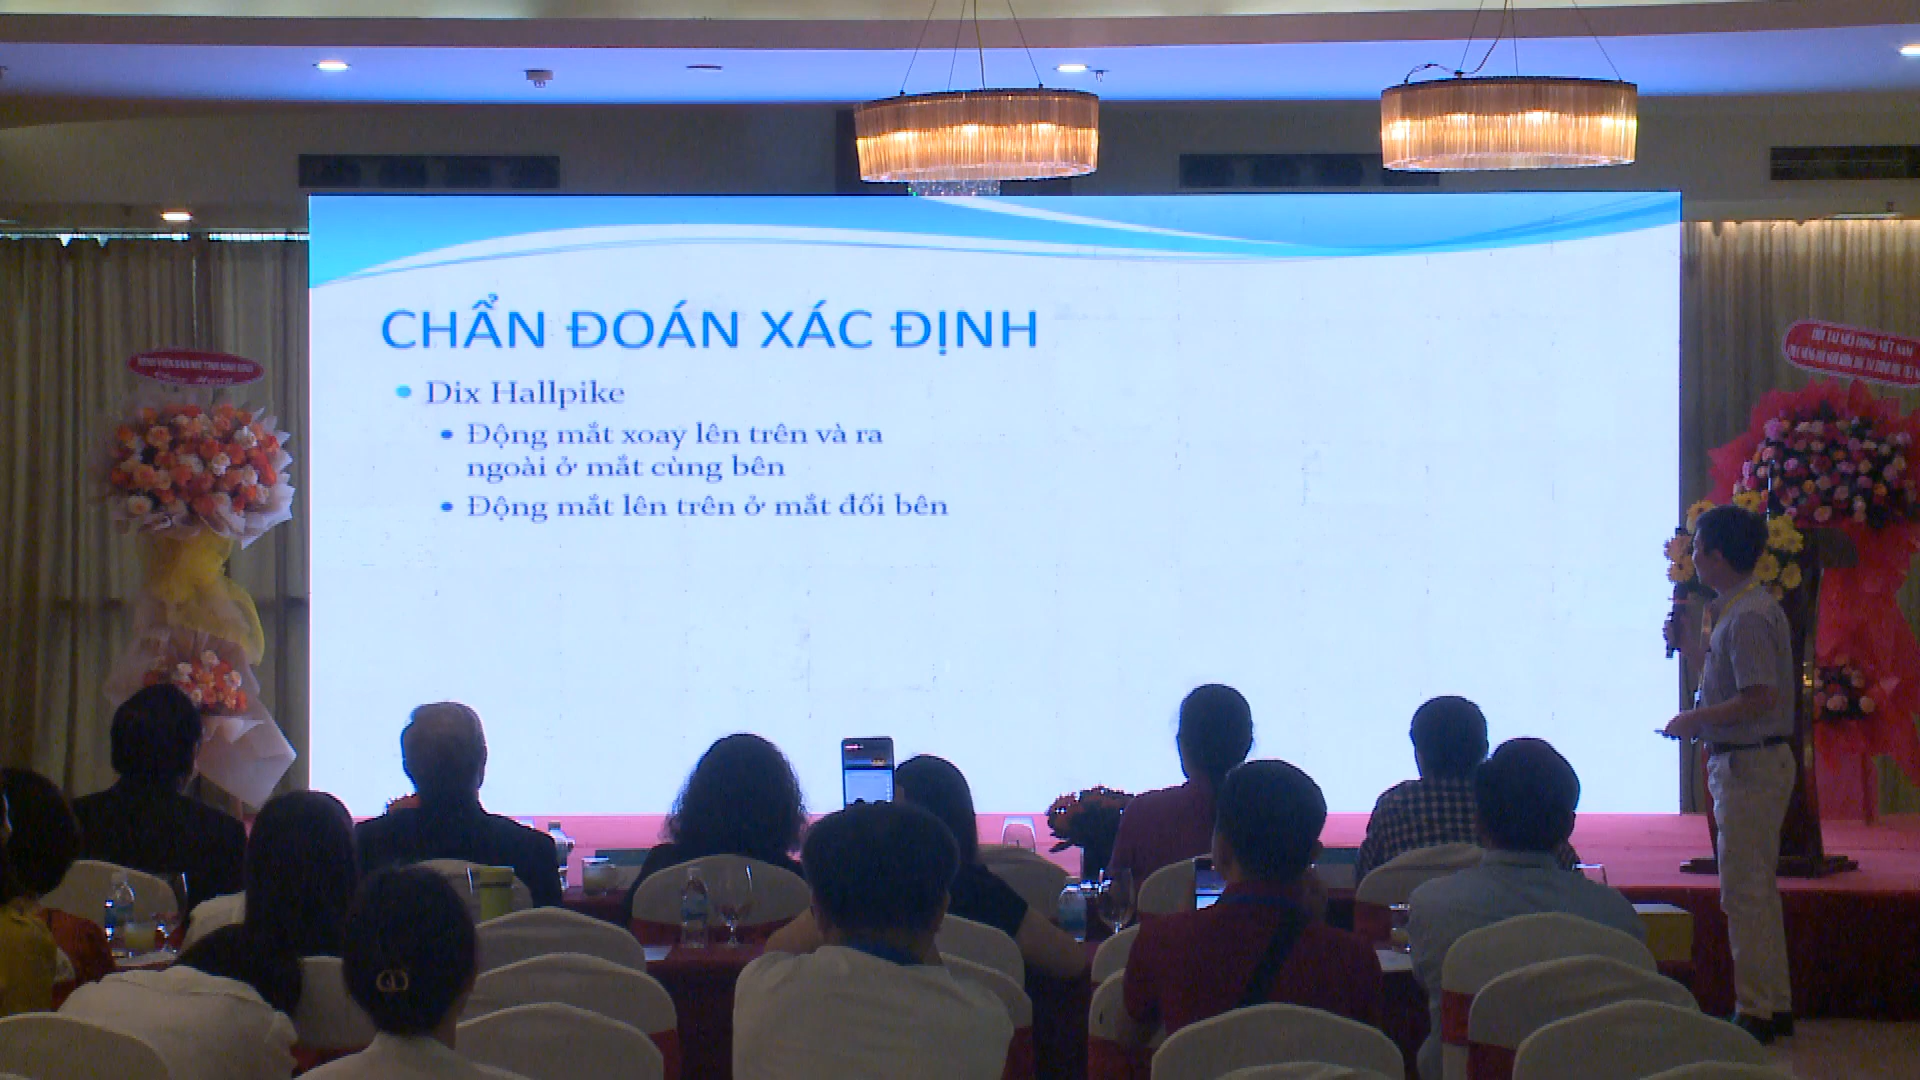 CHẨN ĐOÁN XÁC ĐỊNH
Dix Hallpike
Động mắt xoay lên trên và ra
ngoài ở mắt cùng bên
Động mắt lên trên ở mắt đối bên